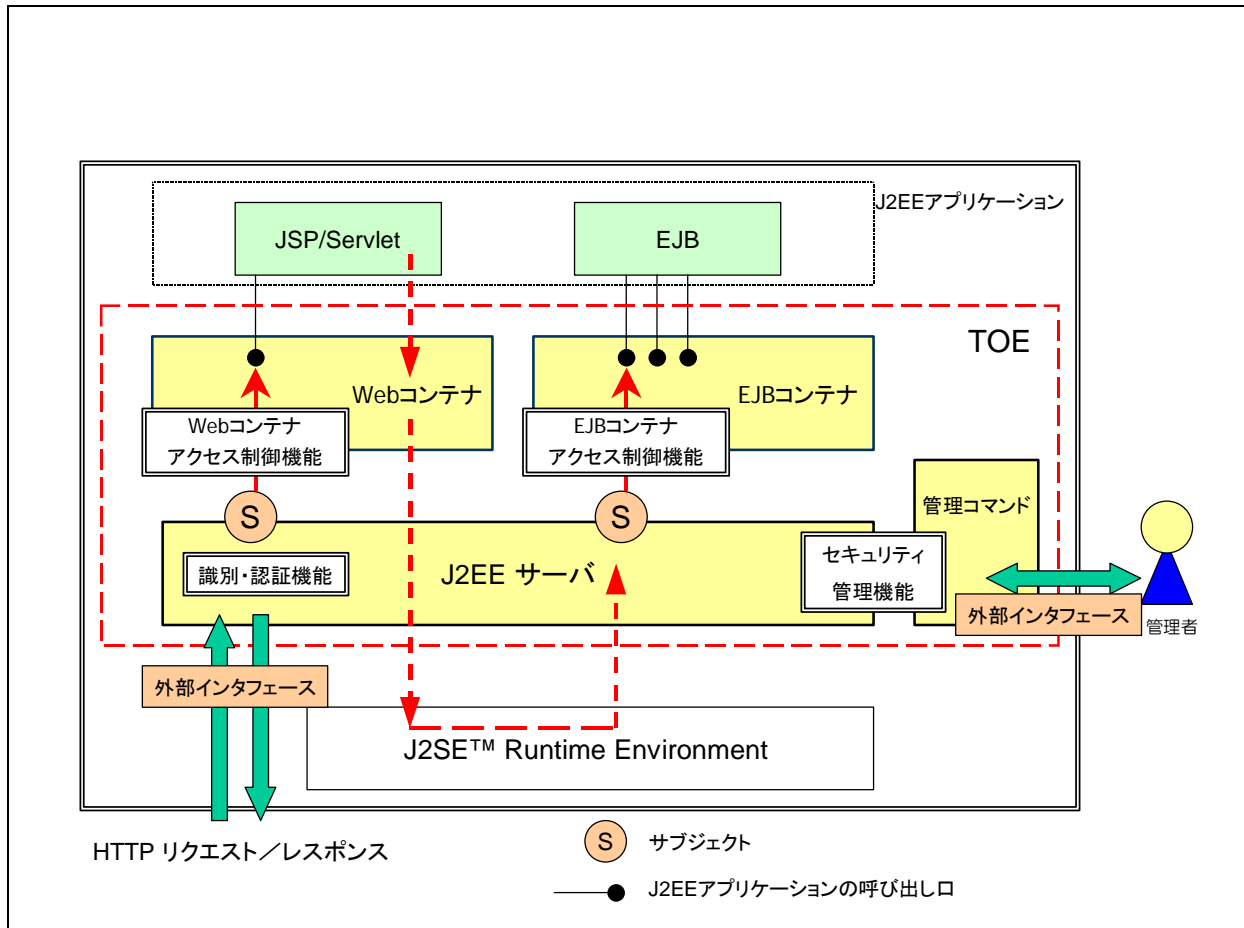 J2EEアプリケーション
JSP/Servlet
EJB
TOE
Webコンテナ
EJBコンテナ
Webコンテナ
アクセス制御機能
EJBコンテナ
アクセス制御機能
管理コマンド
S
S
識別・認証機能
J2EE サーバ
セキュリティ
管理機能
外部インタフェース
管理者
外部インタフェース
J2SE™ Runtime Environment
HTTP リクエスト／レスポンス
S
サブジェクト
J2EEアプリケーションの呼び出し口